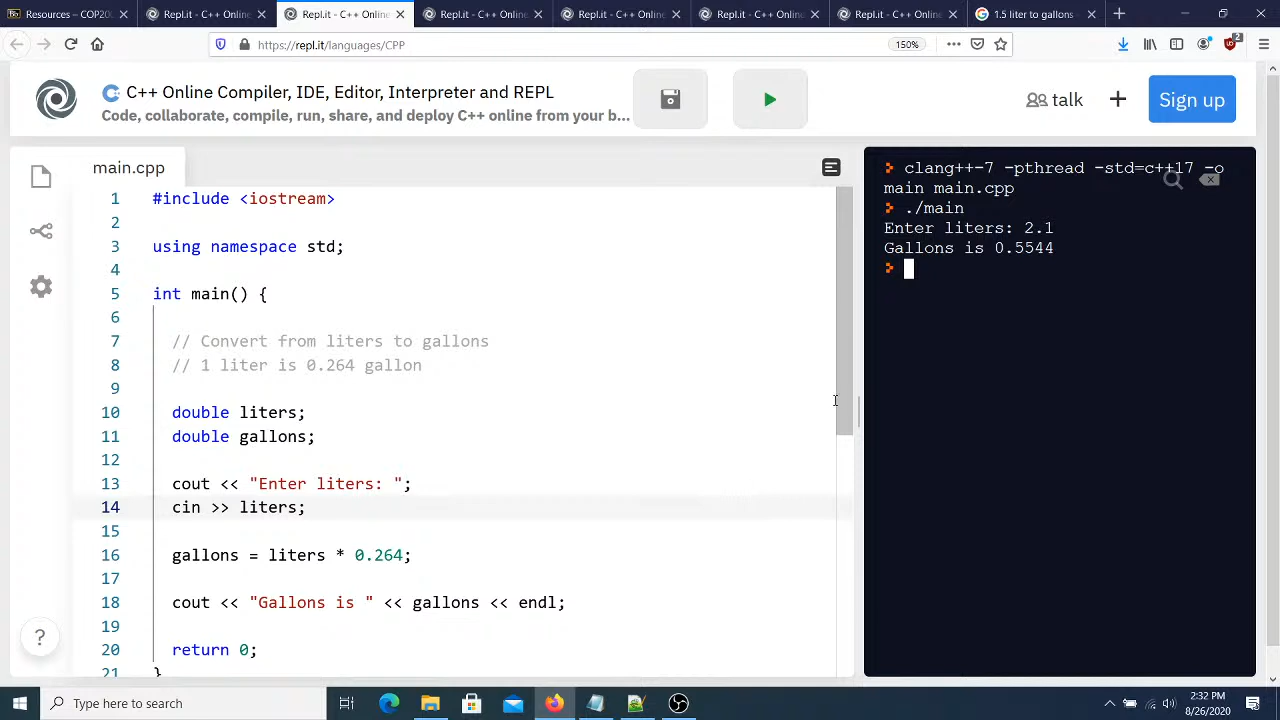 Resources — COP20
Repl.it - C++ Online
Repl.it - C++ Online
Repl.it - C++ Online
Repl.it - C++ Online
Repl.it - C++ Online
Repl.it - C++ Online
1.5 liter to gallons
https://repl.it/languages/CPP
150%
2
C++ Online Compiler, IDE, Editor, Interpreter and REPL
Code, collaborate, compile, run, share, and deploy C++ online from your b...
talk
Sign up
main.cpp
1 #include <iostream>
2
3 using namespace std;
4
5 int main() {
6
7 // Convert from liters to gallons
8 // 1 liter is 0.264 gallon
9
10 double liters;
11 double gallons;
12
13 cout << "Enter liters: ";
14 cin >> liters;
15
16 gallons = liters * 0.264;
17
18 cout << "Gallons is " << gallons << endl;
19
20 return 0;
21 }
clang++-7 -pthread -std=c++17 -o
main main.cpp
./main
Enter liters: 2.1
Gallons is 0.5544
?
Type here to search
2:32 PM
8/26/2020